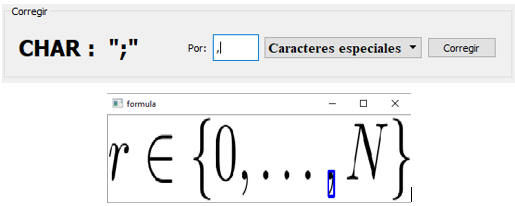 Corregir
CHAR : ";" Por: , Caracteres especiales Corregir
formula
r ∈ {0,...,N}